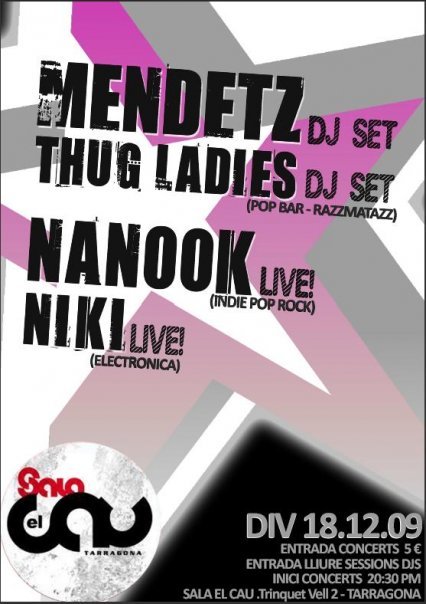 MENDETZ DJ SET
THUG LADIES DJ SET
(POP BAR - RAZZMATAZZ)
NANOOK LIVE!
(INDIE POP ROCK)
NIKI LIVE!
(ELECTRONICA)
Sala
el cau
TARRAGONA
DIV 18.12.09
ENTRADA CONCERTS 5 €
ENTRADA LLIURE SESSIONS DJS
INICI CONCERTS 20:30 PM
SALA EL CAU .Trinquet Vell 2 - TARRAGONA